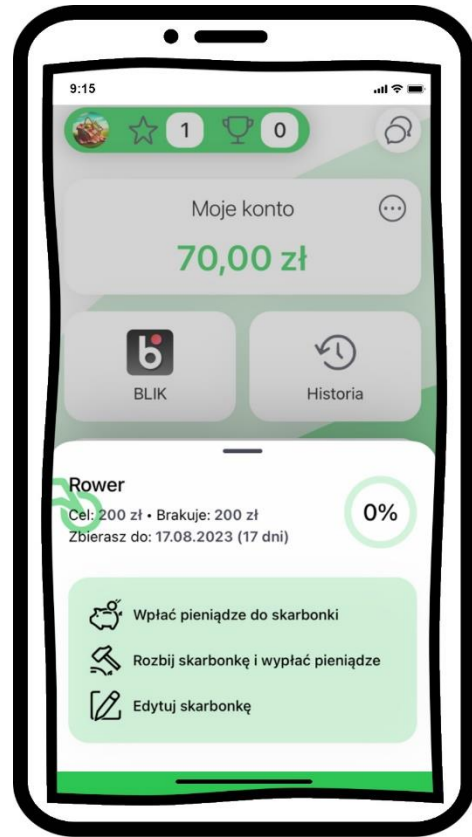 9:15
1 0
Moje konto
70,00 zł
BLIK Historia
Rower
Cel: 200 zł • Brakuje: 200 zł
Zbierasz do: 17.08.2023 (17 dni)
0%
Wpłać pieniądze do skarbonki
Rozbij skarbonkę i wypłać pieniądze
Edytuj skarbonkę